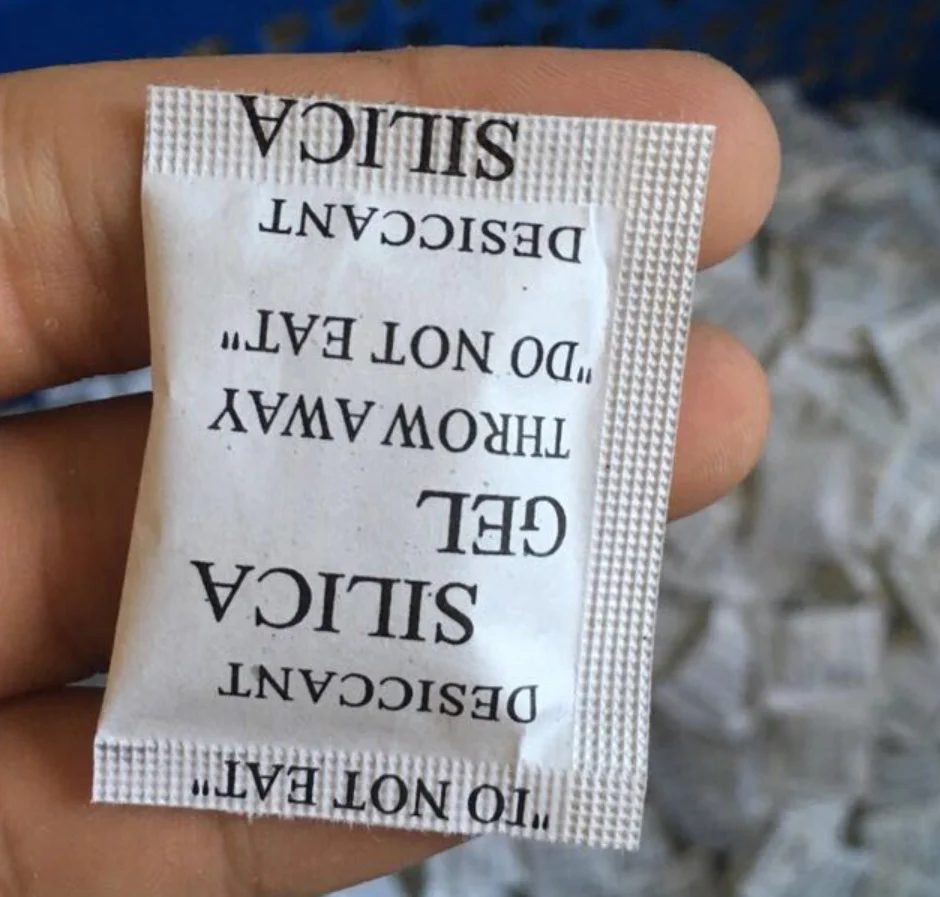 "TO NOT EAT"
DESICCANT
SILICA
GEL
THROW AWAY
"DO NOT EAT"
DESICCANT
SILICA